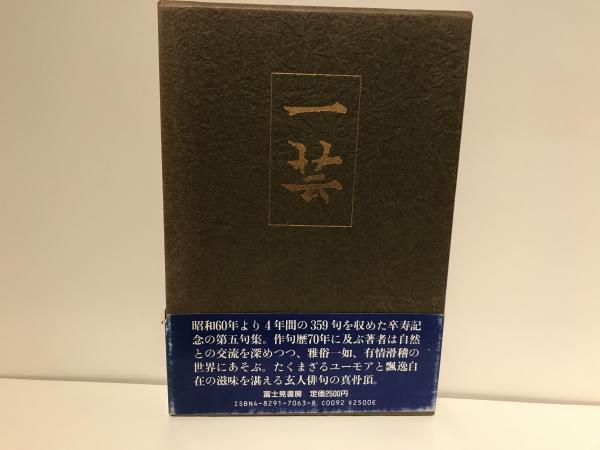 一芸
昭和60年より4年間の359句を収めた卒寿記
念の第五句集。作句歴70年に及ぶ著者は自然
との交流を深めつつ、雅俗一如、有情滑稽の
世界にあそぶ。たくまざるユーモアと飄逸自
在の滋味を湛える玄人俳句の真骨頂。
富士見書房 定価2500円
ISBN4-8291-7063-8 C0092 ¥2500E